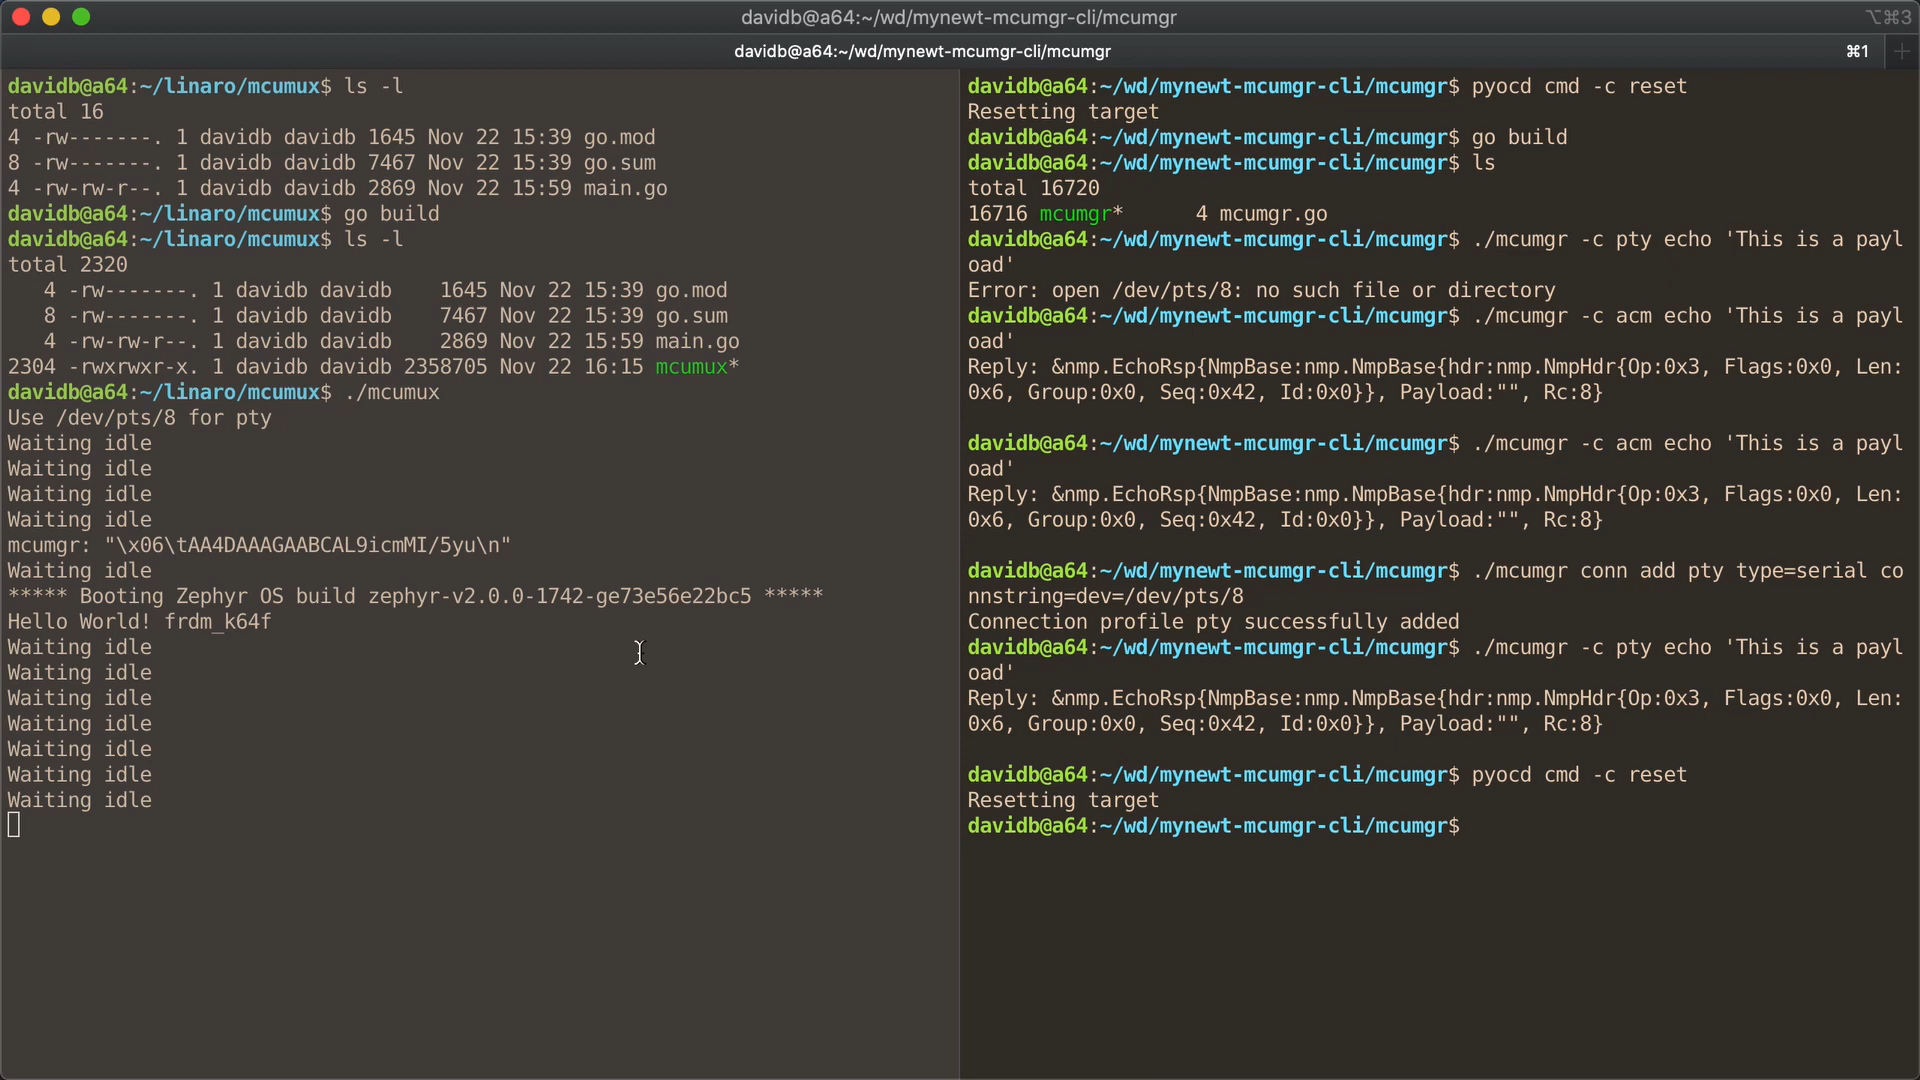 davidb@a64:~/wd/mynewt-mcumgr-cli/mcumgr
⌥⌘3
davidb@a64:~/wd/mynewt-mcumgr-cli/mcumgr
⌘1
+
davidb@a64:~/linaro/mcumux$ ls -l
total 16
4 -rw-------. 1 davidb davidb 1645 Nov 22 15:39 go.mod
8 -rw-------. 1 davidb davidb 7467 Nov 22 15:39 go.sum
4 -rw-rw-r--. 1 davidb davidb 2869 Nov 22 15:59 main.go
davidb@a64:~/linaro/mcumux$ go build
davidb@a64:~/linaro/mcumux$ ls -l
total 2320
   4 -rw-------. 1 davidb davidb    1645 Nov 22 15:39 go.mod
   8 -rw-------. 1 davidb davidb    7467 Nov 22 15:39 go.sum
   4 -rw-rw-r--. 1 davidb davidb    2869 Nov 22 15:59 main.go
2304 -rwxrwxr-x. 1 davidb davidb 2358705 Nov 22 16:15 mcumux*
davidb@a64:~/linaro/mcumux$ ./mcumux
Use /dev/pts/8 for pty
Waiting idle
Waiting idle
Waiting idle
Waiting idle
mcumgr: "\x06\tAA4DAAAGAABCAL9icmMI/5yu\n"
Waiting idle
***** Booting Zephyr OS build zephyr-v2.0.0-1742-ge73e56e22bc5 *****
Hello World! frdm_k64f
Waiting idle
Waiting idle
Waiting idle
Waiting idle
Waiting idle
Waiting idle
Waiting idle
davidb@a64:~/wd/mynewt-mcumgr-cli/mcumgr$ pyocd cmd -c reset
Resetting target
davidb@a64:~/wd/mynewt-mcumgr-cli/mcumgr$ go build
davidb@a64:~/wd/mynewt-mcumgr-cli/mcumgr$ ls
total 16720
16716 mcumgr*      4 mcumgr.go
davidb@a64:~/wd/mynewt-mcumgr-cli/mcumgr$ ./mcumgr -c pty echo 'This is a payl
oad'
Error: open /dev/pts/8: no such file or directory
davidb@a64:~/wd/mynewt-mcumgr-cli/mcumgr$ ./mcumgr -c acm echo 'This is a payl
oad'
Reply: &nmp.EchoRsp{NmpBase:nmp.NmpBase{hdr:nmp.NmpHdr{Op:0x3, Flags:0x0, Len:
0x6, Group:0x0, Seq:0x42, Id:0x0}}, Payload:"", Rc:8}
davidb@a64:~/wd/mynewt-mcumgr-cli/mcumgr$ ./mcumgr -c acm echo 'This is a payl
oad'
Reply: &nmp.EchoRsp{NmpBase:nmp.NmpBase{hdr:nmp.NmpHdr{Op:0x3, Flags:0x0, Len:
0x6, Group:0x0, Seq:0x42, Id:0x0}}, Payload:"", Rc:8}
davidb@a64:~/wd/mynewt-mcumgr-cli/mcumgr$ ./mcumgr conn add pty type=serial co
nnstring=dev=/dev/pts/8
Connection profile pty successfully added
davidb@a64:~/wd/mynewt-mcumgr-cli/mcumgr$ ./mcumgr -c pty echo 'This is a payl
oad'
Reply: &nmp.EchoRsp{NmpBase:nmp.NmpBase{hdr:nmp.NmpHdr{Op:0x3, Flags:0x0, Len:
0x6, Group:0x0, Seq:0x42, Id:0x0}}, Payload:"", Rc:8}
davidb@a64:~/wd/mynewt-mcumgr-cli/mcumgr$ pyocd cmd -c reset
Resetting target
davidb@a64:~/wd/mynewt-mcumgr-cli/mcumgr$